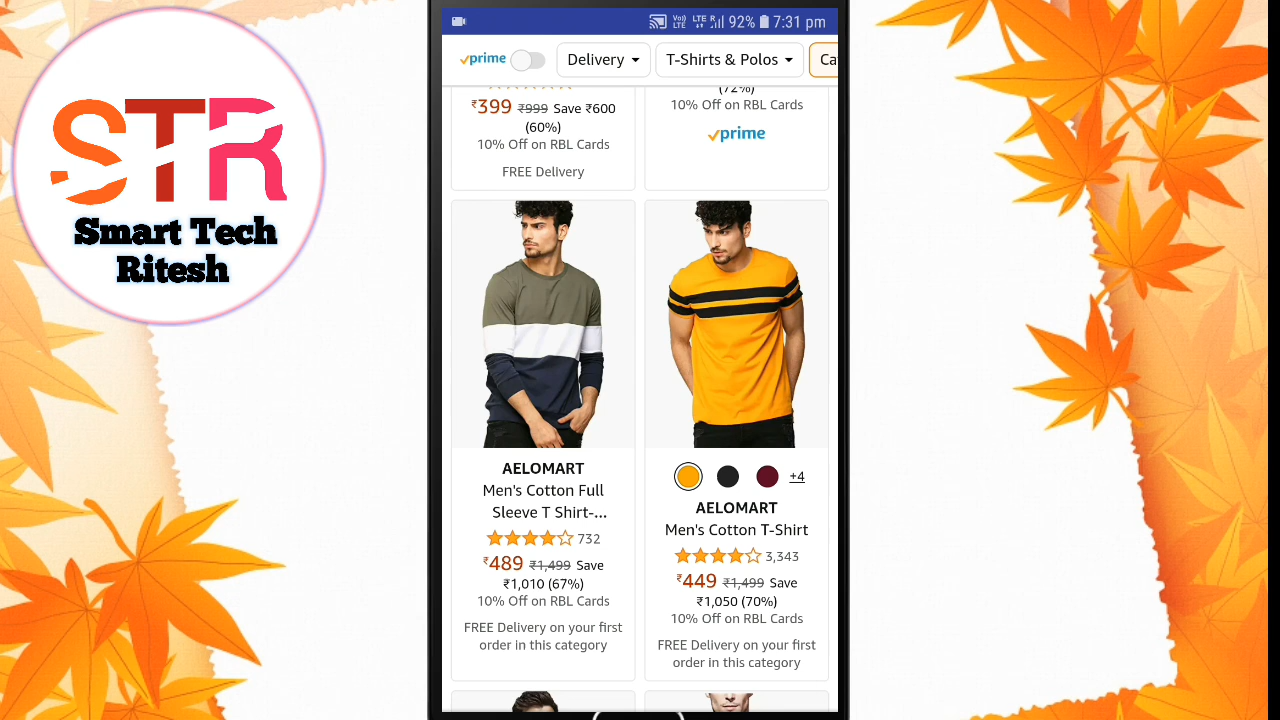 STR
Smart Tech
Ritesh
Vo)) LTE LTE R 92% 7:31 pm
prime
Delivery
T-Shirts & Polos
Ca
₹399 ₹999 Save ₹600
(60%)
10% Off on RBL Cards
FREE Delivery
(72%)
10% Off on RBL Cards
prime
AELOMART
Men's Cotton Full
Sleeve T Shirt-...
732
₹489 ₹1,499 Save
₹1,010 (67%)
10% Off on RBL Cards
FREE Delivery on your first
order in this category
+4
AELOMART
Men's Cotton T-Shirt
3,343
₹449 ₹1,499 Save
₹1,050 (70%)
10% Off on RBL Cards
FREE Delivery on your first
order in this category